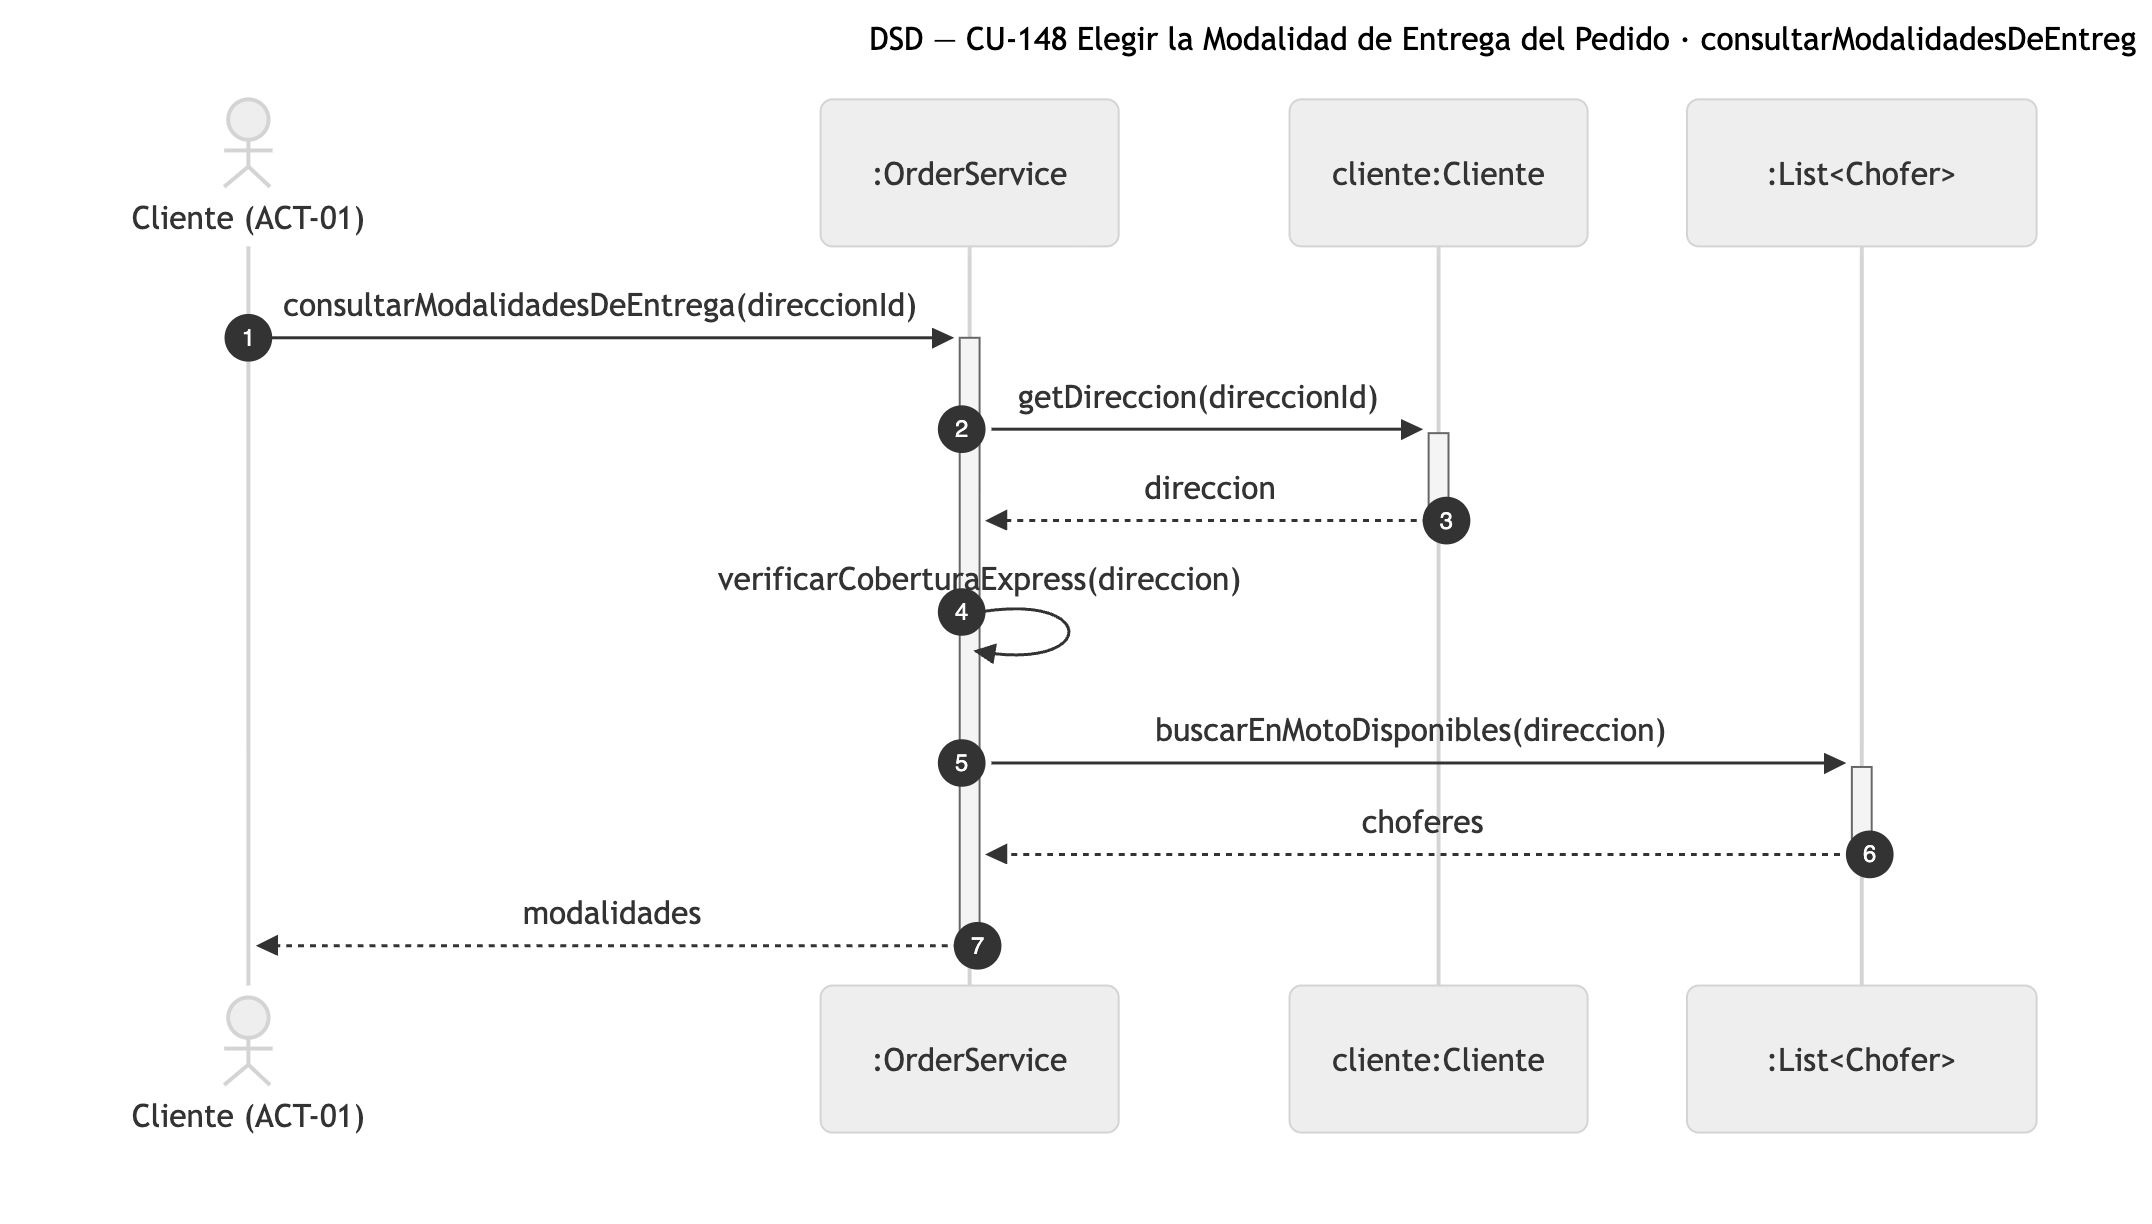 DSD — CU-148 Elegir la Modalidad de Entrega del Pedido · consultarModalidadesDeEntreg
Cliente (ACT-01)
:OrderService
cliente:Cliente
:List<Chofer>
consultarModalidadesDeEntrega(direccionId)
1
getDireccion(direccionId)
2
direccion
3
verificarCoberturaExpress(direccion)
4
buscarEnMotoDisponibles(direccion)
5
choferes
6
modalidades
7
Cliente (ACT-01)
:OrderService
cliente:Cliente
:List<Chofer>